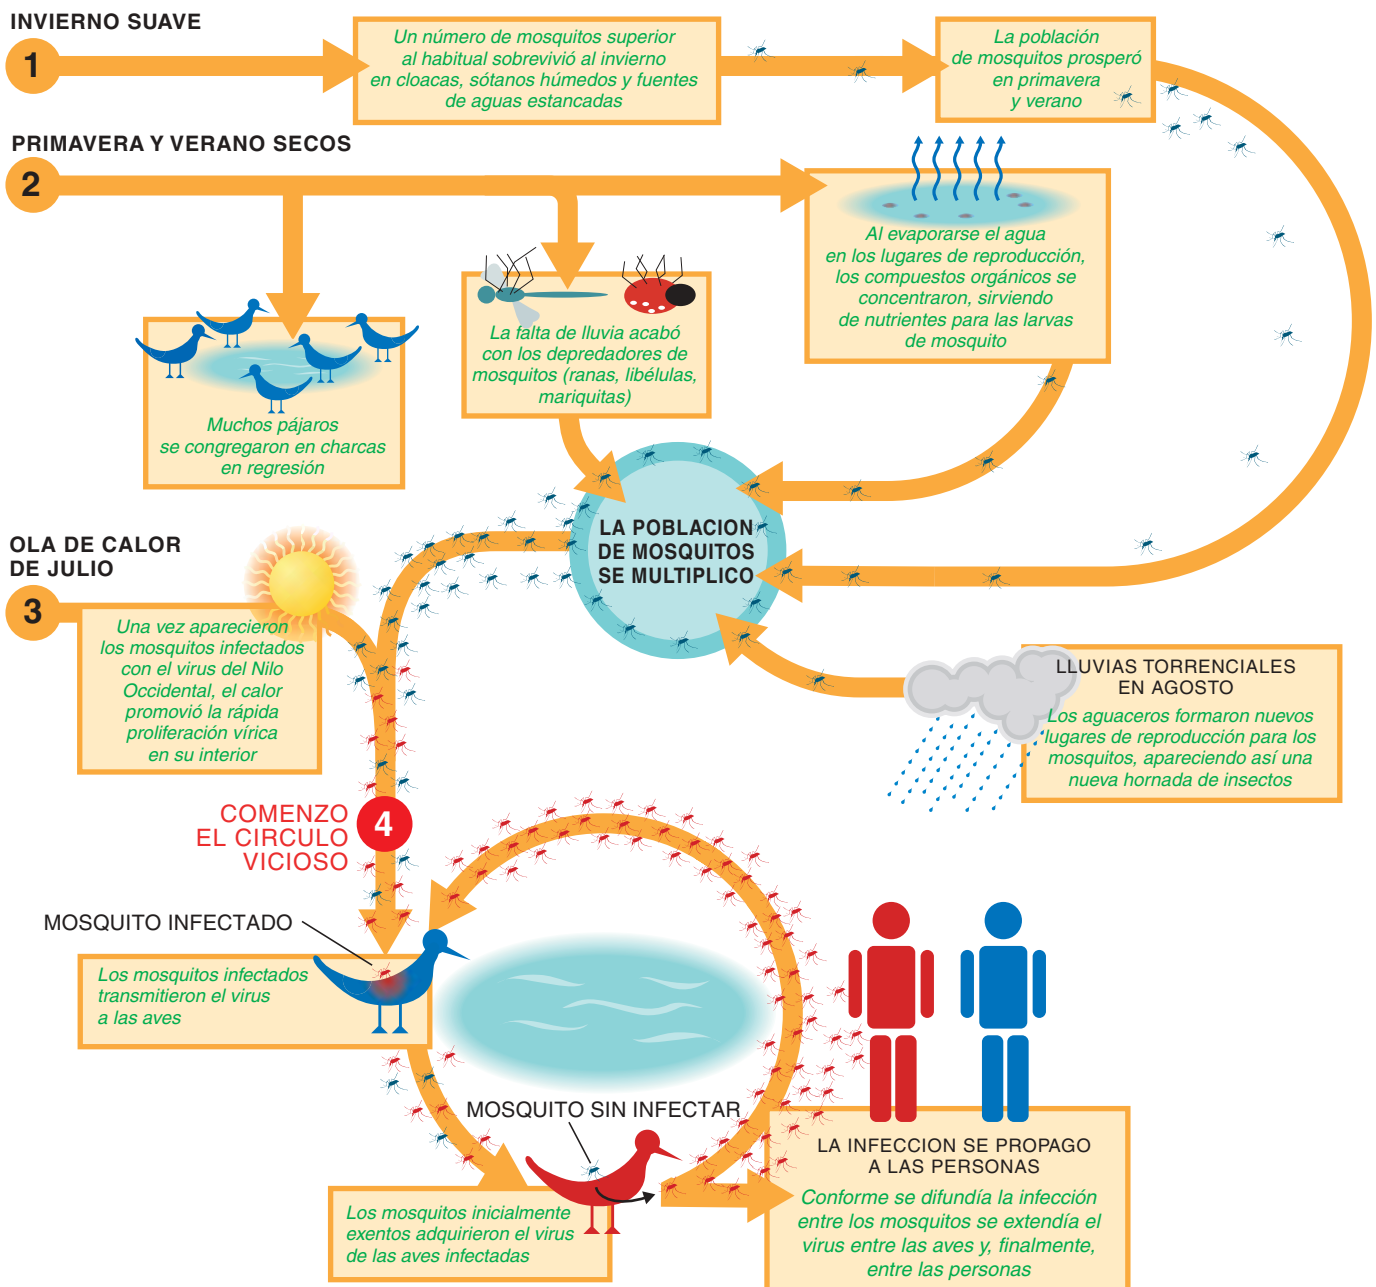 INVIERNO SUAVE
1
Un número de mosquitos superior
al habitual sobrevivió al invierno
en cloacas, sótanos húmedos y fuentes
de aguas estancadas
La población
de mosquitos prosperó
en primavera
y verano
PRIMAVERA Y VERANO SECOS
2
Al evaporarse el agua
en los lugares de reproducción,
los compuestos orgánicos se
concentraron, sirviendo
de nutrientes para las larvas
de mosquito
La falta de lluvia acabó
con los depredadores de
mosquitos (ranas, libélulas,
mariquitas)
Muchos pájaros
se congregaron en charcas
en regresión
LA POBLACION
DE MOSQUITOS
SE MULTIPLICO
OLA DE CALOR
DE JULIO
3
Una vez aparecieron
los mosquitos infectados
con el virus del Nilo
Occidental, el calor
promovió la rápida
proliferación vírica
en su interior
LLUVIAS TORRENCIALES
EN AGOSTO
Los aguaceros formaron nuevos
lugares de reproducción para los
mosquitos, apareciendo así una
nueva hornada de insectos
COMENZO
EL CIRCULO
VICIOSO
4
MOSQUITO INFECTADO
Los mosquitos infectados
transmitieron el virus
a las aves
MOSQUITO SIN INFECTAR
Los mosquitos inicialmente
exentos adquirieron el virus
de las aves infectadas
LA INFECCION SE PROPAGO
A LAS PERSONAS
Conforme se difundía la infección
entre los mosquitos se extendía el
virus entre las aves y, finalmente,
entre las personas